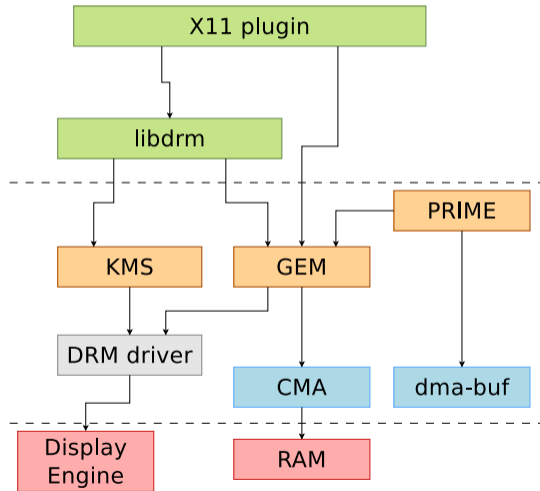 X11 plugin
libdrm
PRIME
KMS
GEM
DRM driver
CMA
dma-buf
Display
Engine
RAM